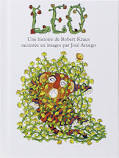 LEO
Une histoire de Robert Kraus
racontée en images par José Aruego